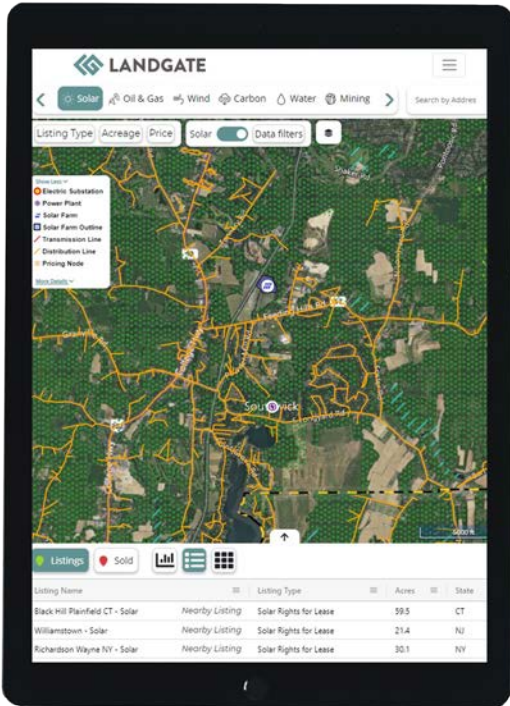 LANDGATE
Solar Oil & Gas Wind Carbon Water Mining Search by Addres
Listing Type Acreage Price Solar Data filters
Show Less
Electric Substation
Power Plant
Solar Farm
Solar Farm Outline
Transmission Line
Distribution Line
Pricing Node
More Details
Southwick
5000 ft
Listings Sold
Listing Name Listing Type Acres State
Black Hill Plainfield CT - Solar Nearby Listing Solar Rights for Lease 59.5 CT
Williamstown - Solar Nearby Listing Solar Rights for Lease 21.4 NJ
Richardson Wayne NY - Solar Nearby Listing Solar Rights for Lease 30.1 NY